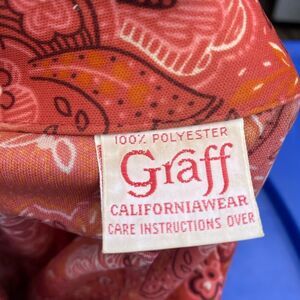 100% POLYESTER
Graff
CALIFORNIAWEAR
CARE INSTRUCTIONS OVER